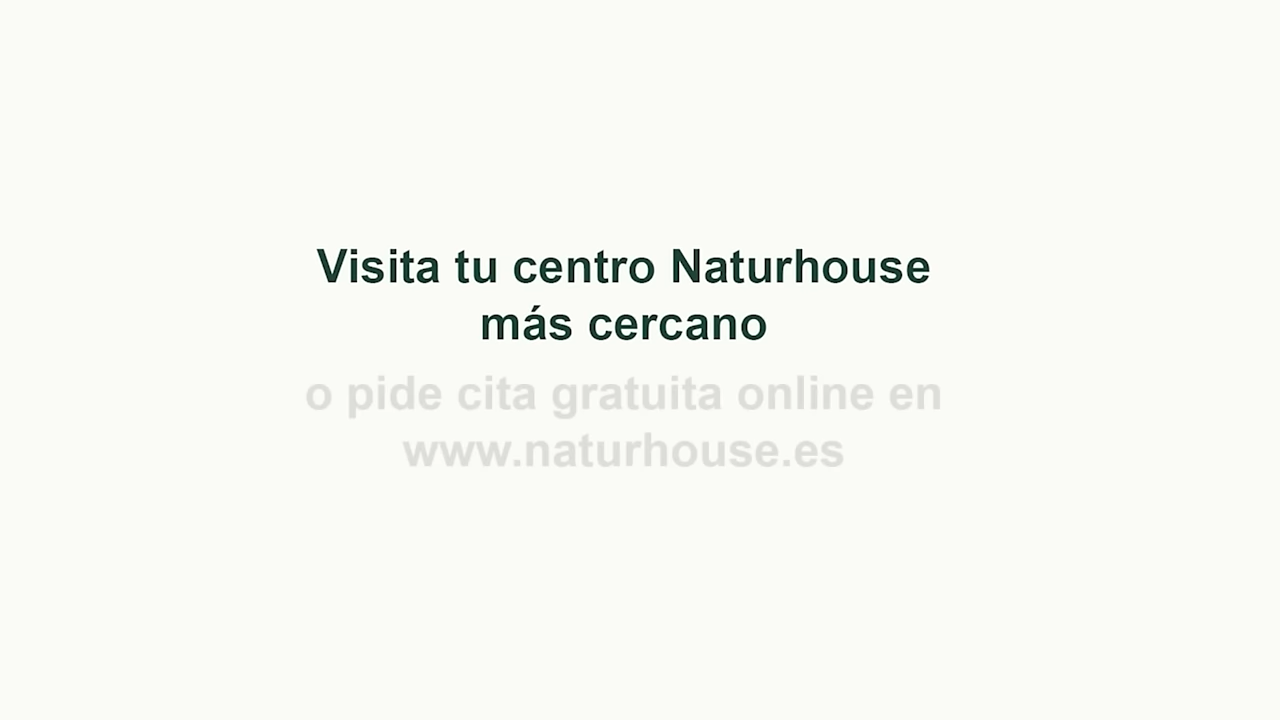 Visita tu centro Naturhouse
más cercano
o pide cita gratuita online en
www.naturhouse.es